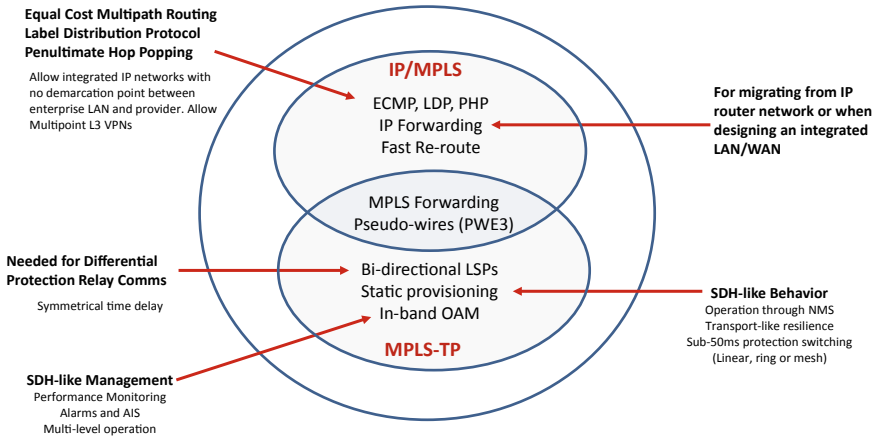 Equal Cost Multipath Routing
Label Distribution Protocol
Penultimate Hop Popping
Allow integrated IP networks with
no demarcation point between
enterprise LAN and provider. Allow
Multipoint L3 VPNs
IP/MPLS
ECMP, LDP, PHP
IP Forwarding
Fast Re-route
For migrating from IP
router network or when
designing an integrated
LAN/WAN
MPLS Forwarding
Pseudo-wires (PWE3)
Needed for Differential
Protection Relay Comms
Symmetrical time delay
Bi-directional LSPs
Static provisioning
In-band OAM
MPLS-TP
SDH-like Behavior
Operation through NMS
Transport-like resilience
Sub-50ms protection switching
(Linear, ring or mesh)
SDH-like Management
Performance Monitoring
Alarms and AIS
Multi-level operation